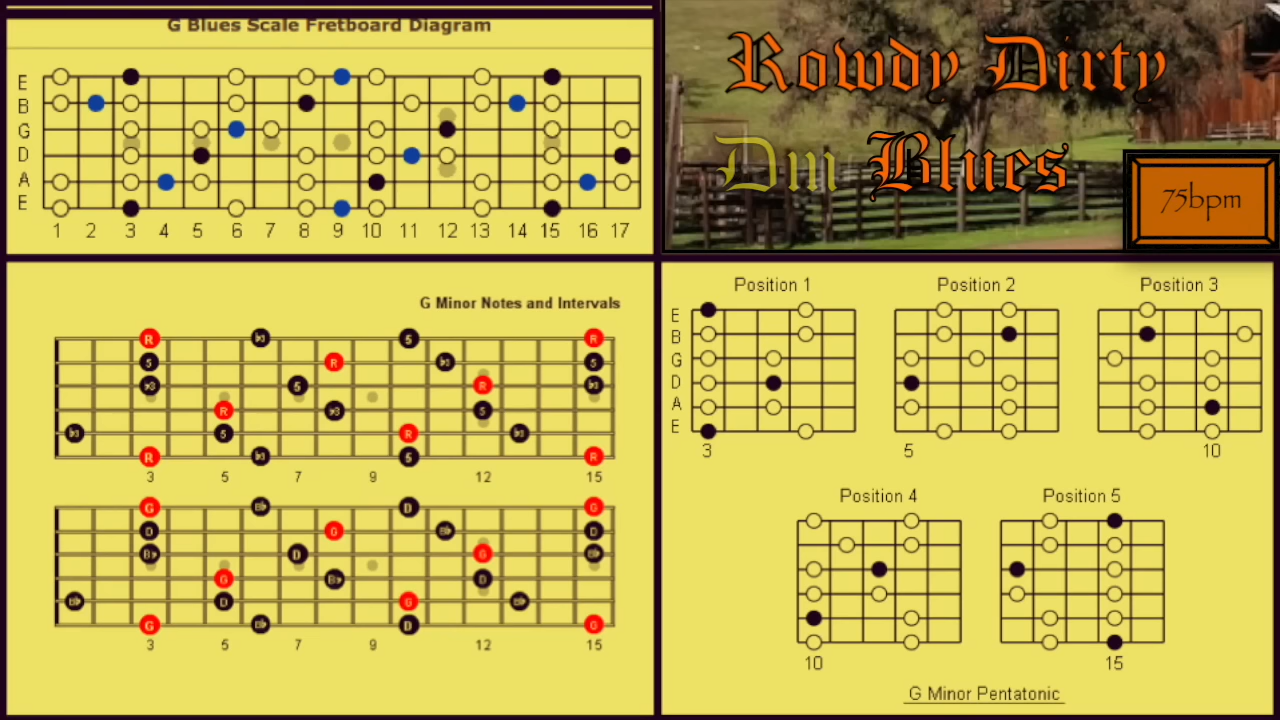 G Blues Scale Fretboard Diagram
E
B
G
D
A
E
1 2 3 4 5 6 7 8 9 10 11 12 13 14 15 16 17
Rowdy Dirty
Dm Blues
75bpm
G Minor Notes and Intervals
R b3 5 R
5 R b3 5
b3 5 R b3
R b3 5
b3 5 R b3
R b3 5 R
3 5 7 9 12 15
G Bb D G
D G Bb D
Bb D G Bb
G Bb D
Bb D G Bb
G Bb D G
3 5 7 9 12 15
Position 1 Position 2 Position 3
E
B
G
D
A
E
3 5 10
Position 4 Position 5
10 15
G Minor Pentatonic